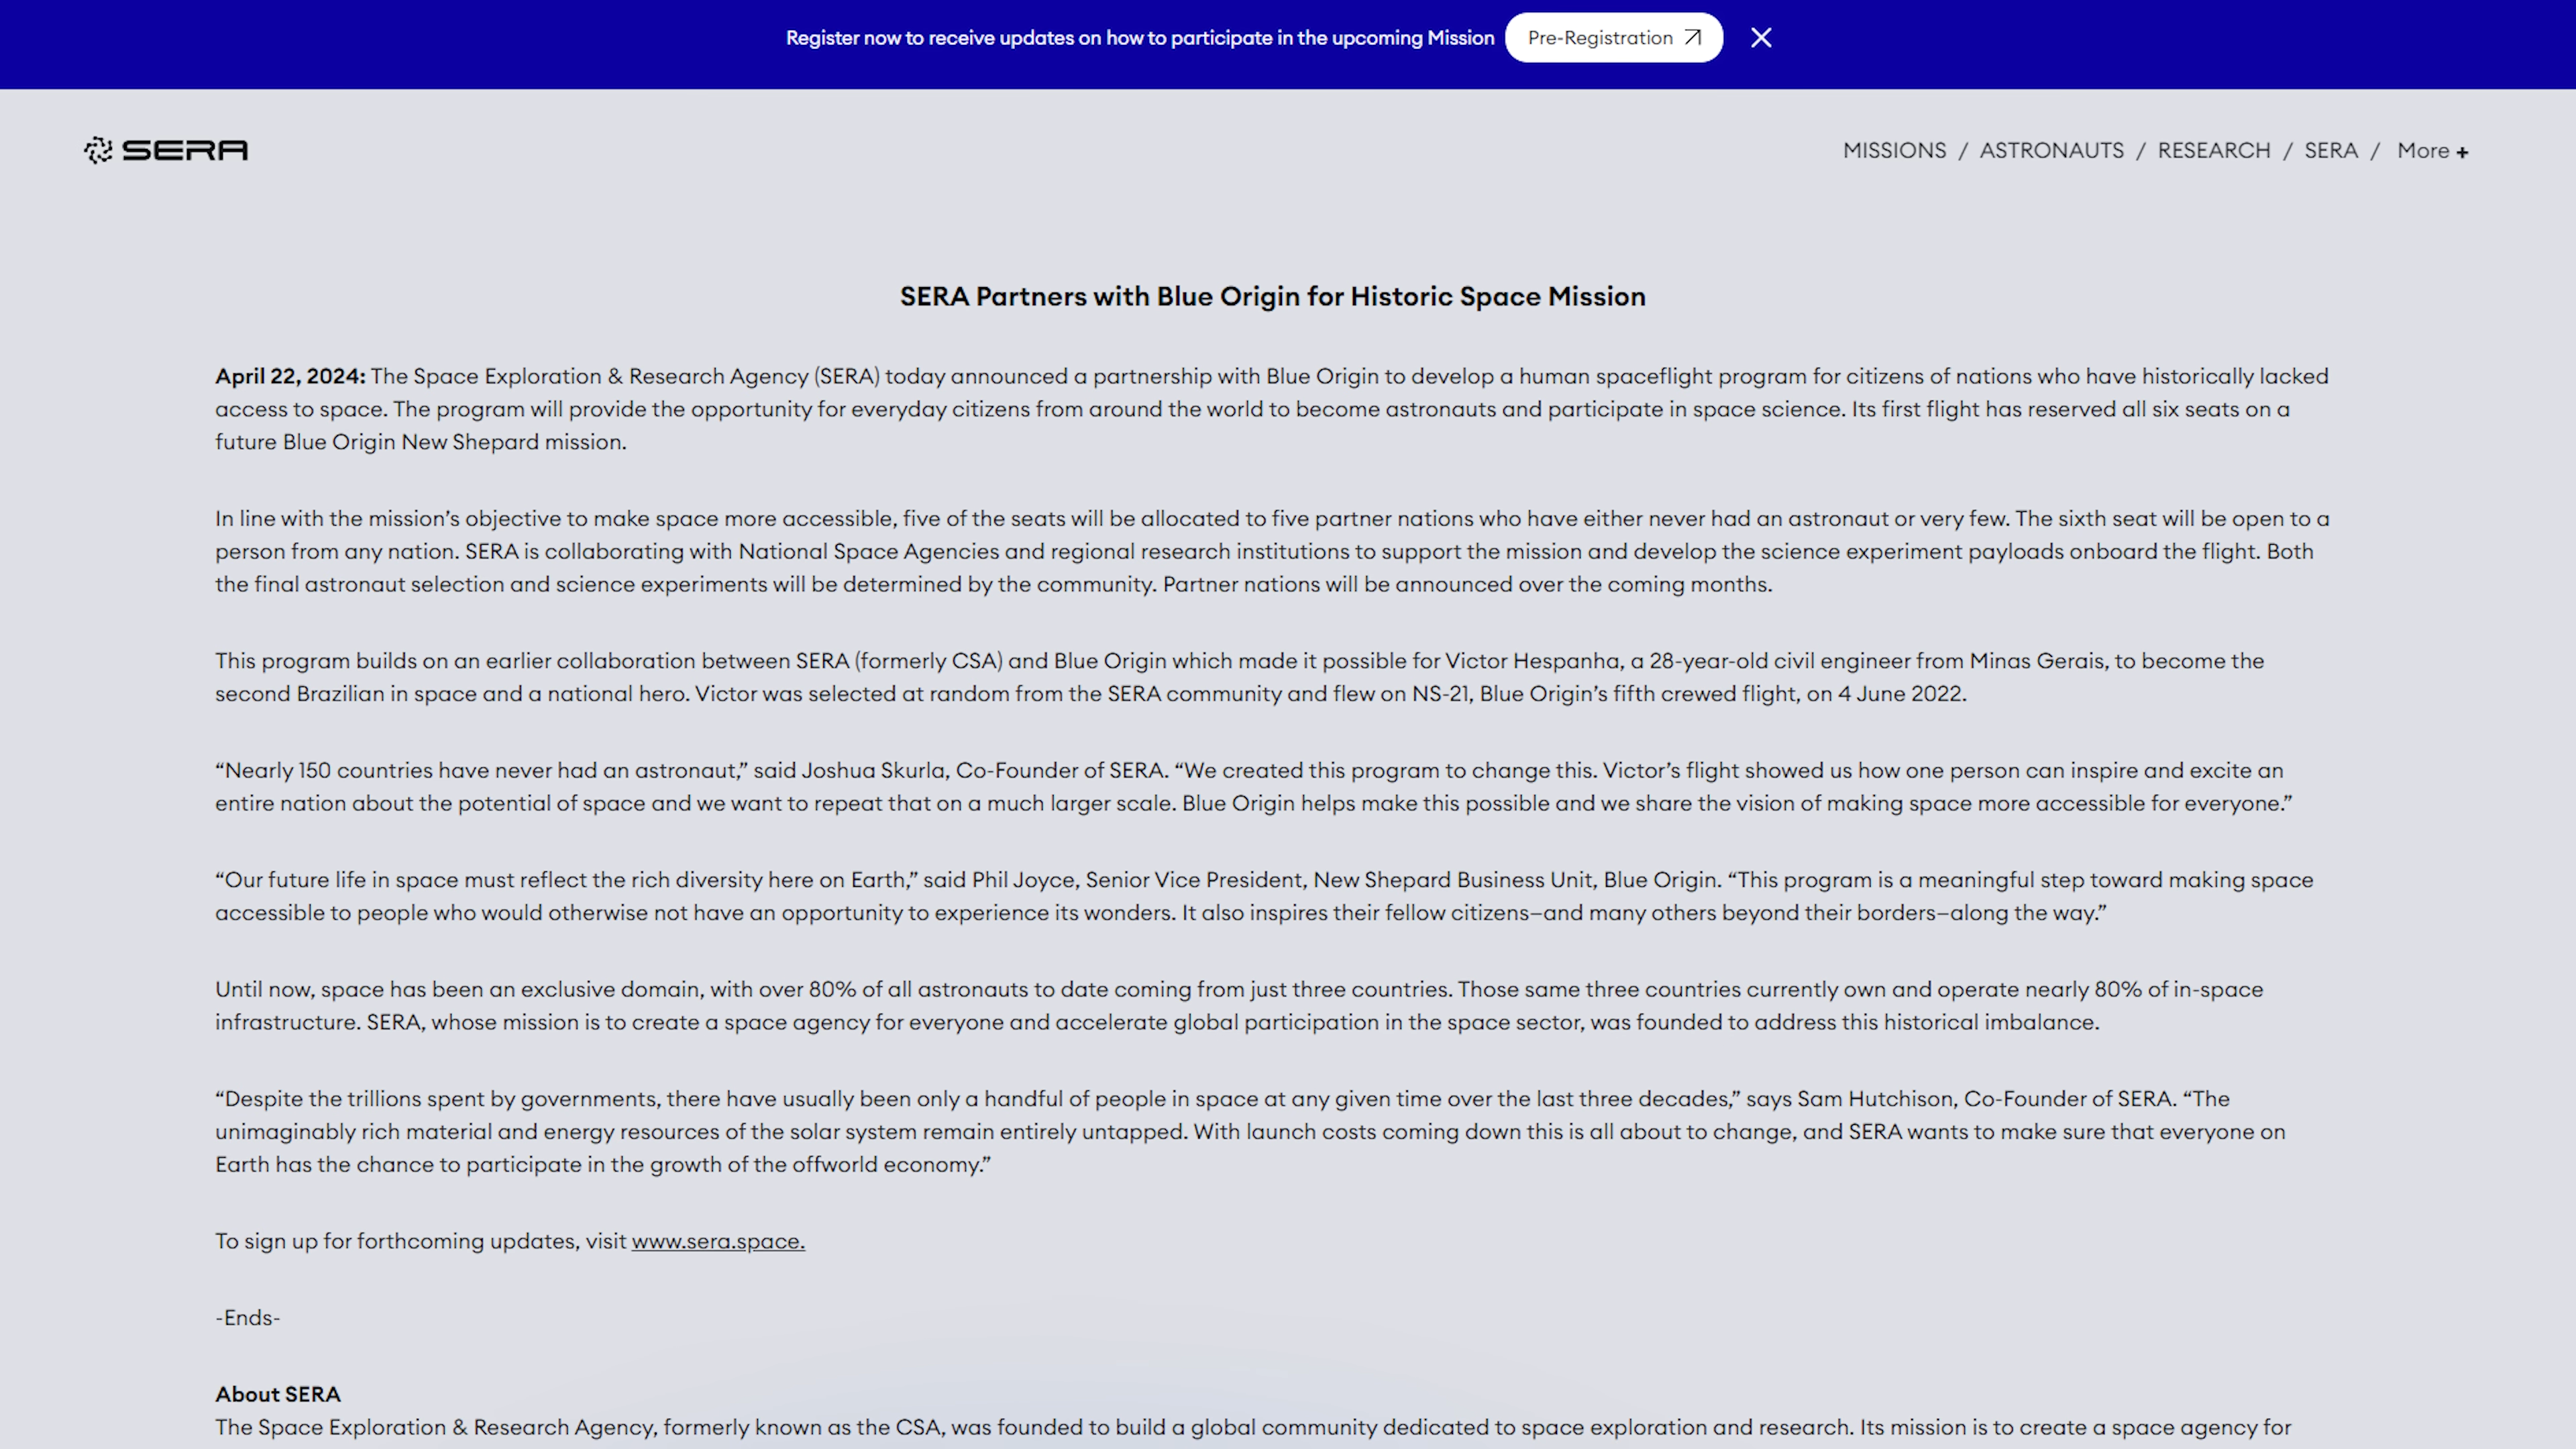 Register now to receive updates on how to participate in the upcoming Mission Pre-Registration
SERA
MISSIONS / ASTRONAUTS / RESEARCH / SERA / More +
SERA Partners with Blue Origin for Historic Space Mission
April 22, 2024: The Space Exploration & Research Agency (SERA) today announced a partnership with Blue Origin to develop a human spaceflight program for citizens of nations who have historically lacked
access to space. The program will provide the opportunity for everyday citizens from around the world to become astronauts and participate in space science. Its first flight has reserved all six seats on a
future Blue Origin New Shepard mission.
In line with the mission’s objective to make space more accessible, five of the seats will be allocated to five partner nations who have either never had an astronaut or very few. The sixth seat will be open to a
person from any nation. SERA is collaborating with National Space Agencies and regional research institutions to support the mission and develop the science experiment payloads onboard the flight. Both
the final astronaut selection and science experiments will be determined by the community. Partner nations will be announced over the coming months.
This program builds on an earlier collaboration between SERA (formerly CSA) and Blue Origin which made it possible for Victor Hespanha, a 28-year-old civil engineer from Minas Gerais, to become the
second Brazilian in space and a national hero. Victor was selected at random from the SERA community and flew on NS-21, Blue Origin’s fifth crewed flight, on 4 June 2022.
“Nearly 150 countries have never had an astronaut,” said Joshua Skurla, Co-Founder of SERA. “We created this program to change this. Victor’s flight showed us how one person can inspire and excite an
entire nation about the potential of space and we want to repeat that on a much larger scale. Blue Origin helps make this possible and we share the vision of making space more accessible for everyone.”
“Our future life in space must reflect the rich diversity here on Earth,” said Phil Joyce, Senior Vice President, New Shepard Business Unit, Blue Origin. “This program is a meaningful step toward making space
accessible to people who would otherwise not have an opportunity to experience its wonders. It also inspires their fellow citizens—and many others beyond their borders—along the way.”
Until now, space has been an exclusive domain, with over 80% of all astronauts to date coming from just three countries. Those same three countries currently own and operate nearly 80% of in-space
infrastructure. SERA, whose mission is to create a space agency for everyone and accelerate global participation in the space sector, was founded to address this historical imbalance.
“Despite the trillions spent by governments, there have usually been only a handful of people in space at any given time over the last three decades,” says Sam Hutchison, Co-Founder of SERA. “The
unimaginably rich material and energy resources of the solar system remain entirely untapped. With launch costs coming down this is all about to change, and SERA wants to make sure that everyone on
Earth has the chance to participate in the growth of the offworld economy.”
To sign up for forthcoming updates, visit www.sera.space.
-Ends-
About SERA
The Space Exploration & Research Agency, formerly known as the CSA, was founded to build a global community dedicated to space exploration and research. Its mission is to create a space agency for